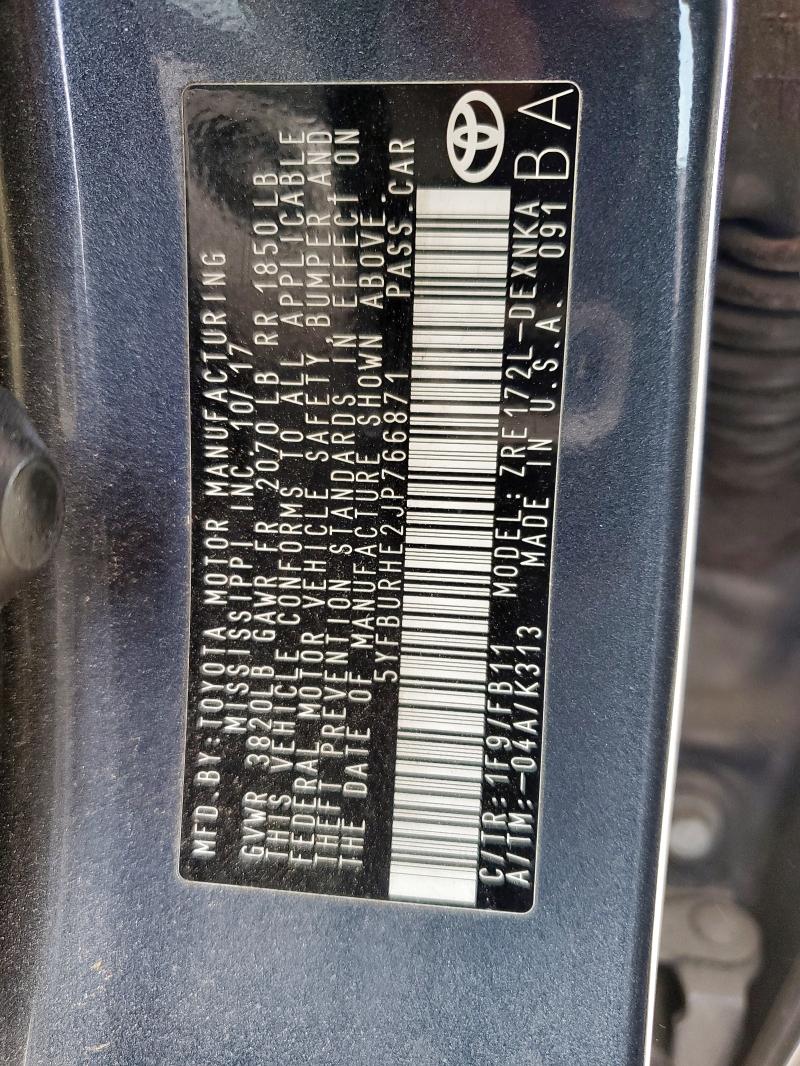 MFD.BY:TOYOTA MOTOR MANUFACTURING
MISSISSIPPI INC. 10/17
GVWR 3820LB GAWR FR 2070 LB RR 1850 LB
THIS VEHICLE CONFORMS TO ALL APPLICABLE
FEDERAL MOTOR VEHICLE SAFETY,BUMPER AND
THEFT PREVENTION STANDARDS IN EFFECT ON
THE DATE OF MANUFACTURE SHOWN ABOVE.
5YFBURHE2JP766871 PASS.CAR
C/TR:1F9/FB11 MODEL:ZRE172L-DEXNKA
A/TM:-04A/K313 MADE IN U.S.A. 091 BA